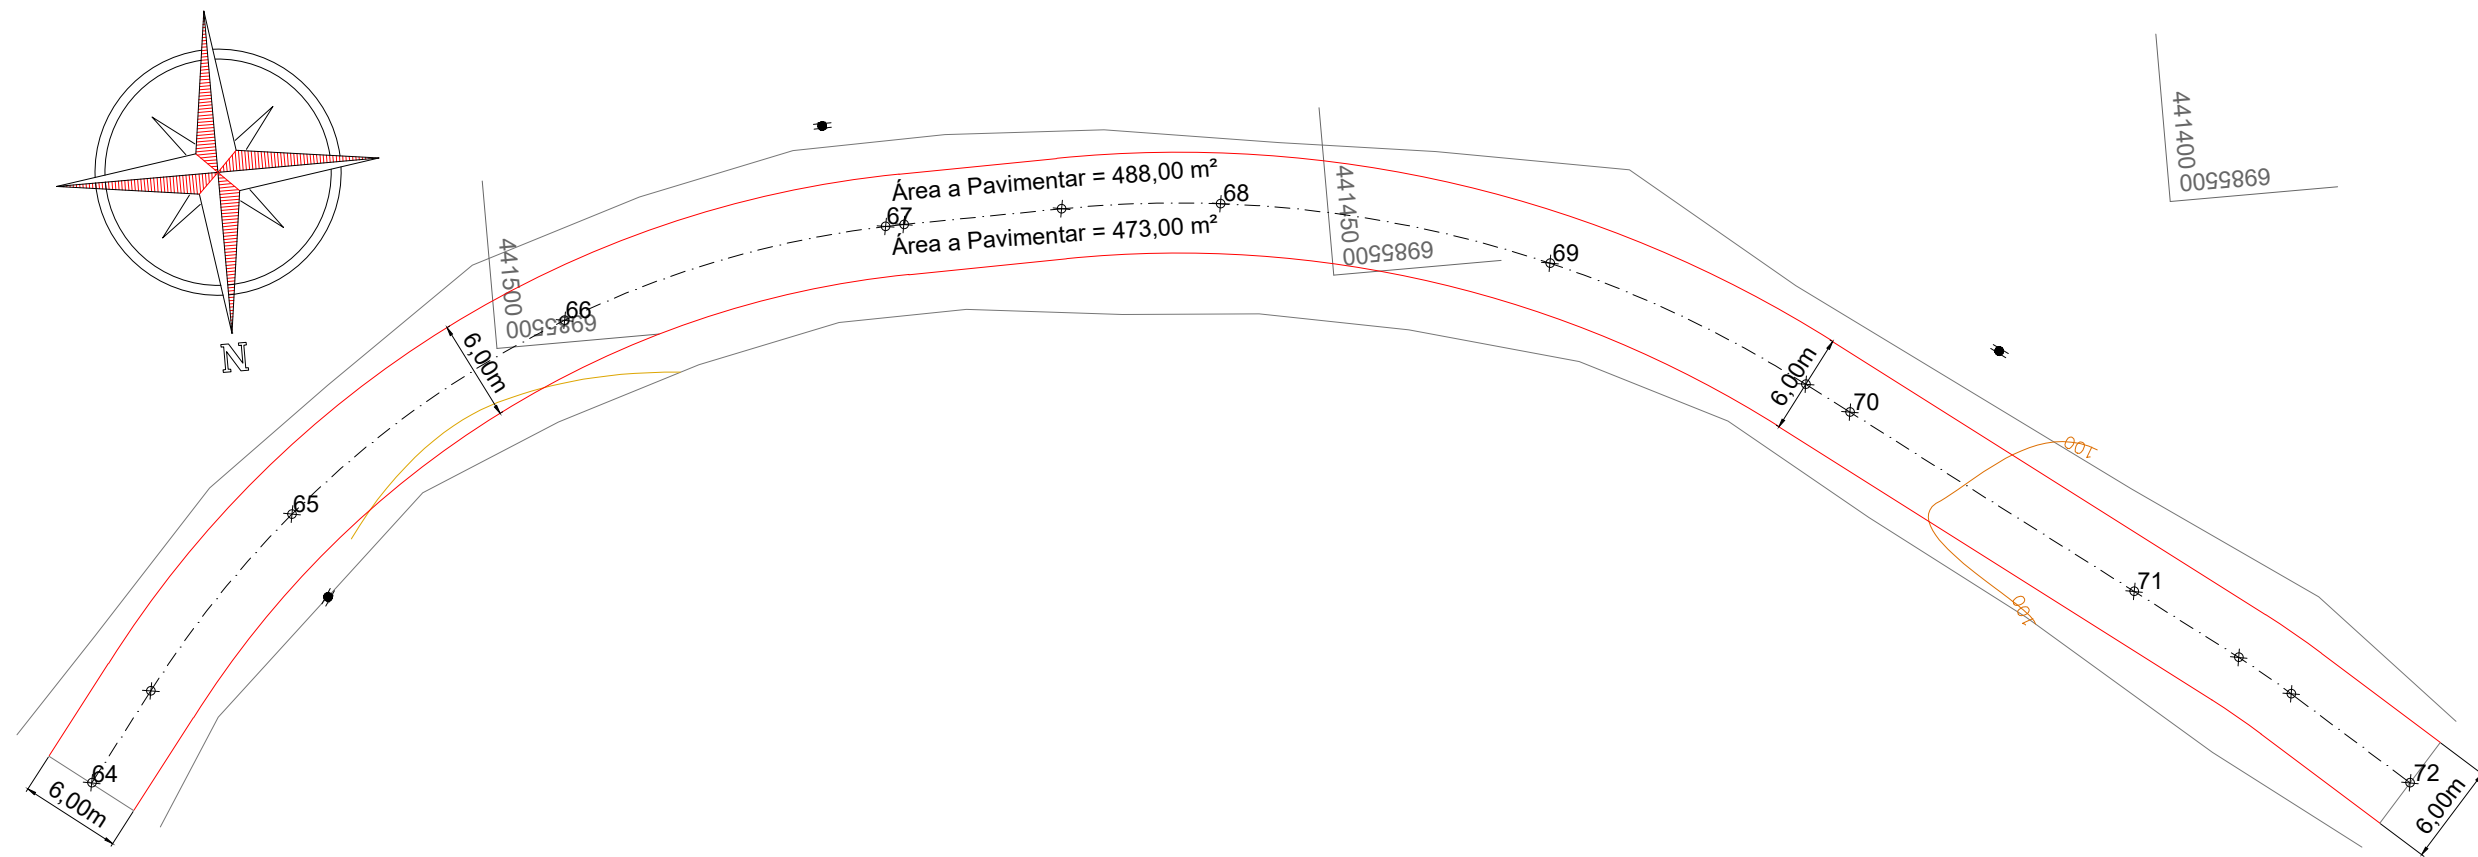 N
441500
6985500
441450
6985500
441400
6985500
Área a Pavimentar = 488,00 m²
Área a Pavimentar = 473,00 m²
64
65
66
67
68
69
70
71
72
6,00m
6,00m
6,00m
6,00m
100
100